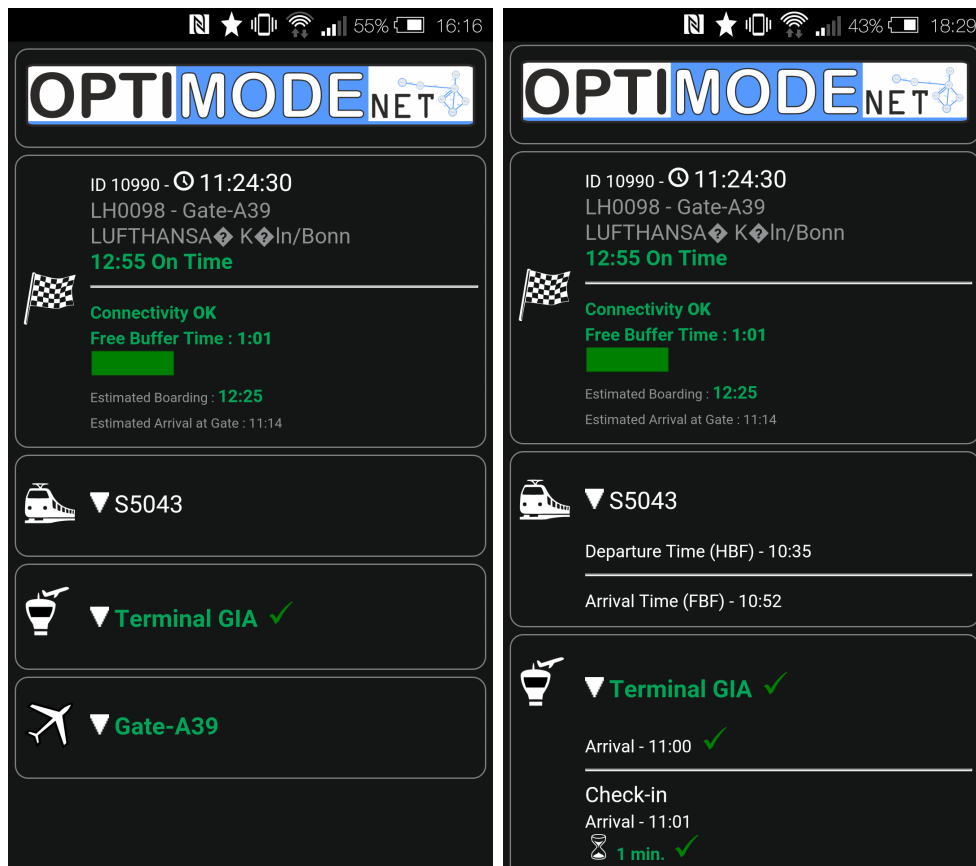 55% 16:16
OPTIMODE NET
ID 10990 - 11:24:30
LH0098 - Gate-A39
LUFTHANSA� K�ln/Bonn
12:55 On Time
Connectivity OK
Free Buffer Time : 1:01
Estimated Boarding : 12:25
Estimated Arrival at Gate : 11:14
S5043
Terminal GIA
Gate-A39
43% 18:29
OPTIMODE NET
ID 10990 - 11:24:30
LH0098 - Gate-A39
LUFTHANSA� K�ln/Bonn
12:55 On Time
Connectivity OK
Free Buffer Time : 1:01
Estimated Boarding : 12:25
Estimated Arrival at Gate : 11:14
S5043
Departure Time (HBF) - 10:35
Arrival Time (FBF) - 10:52
Terminal GIA
Arrival - 11:00
Check-in
Arrival - 11:01
1 min.